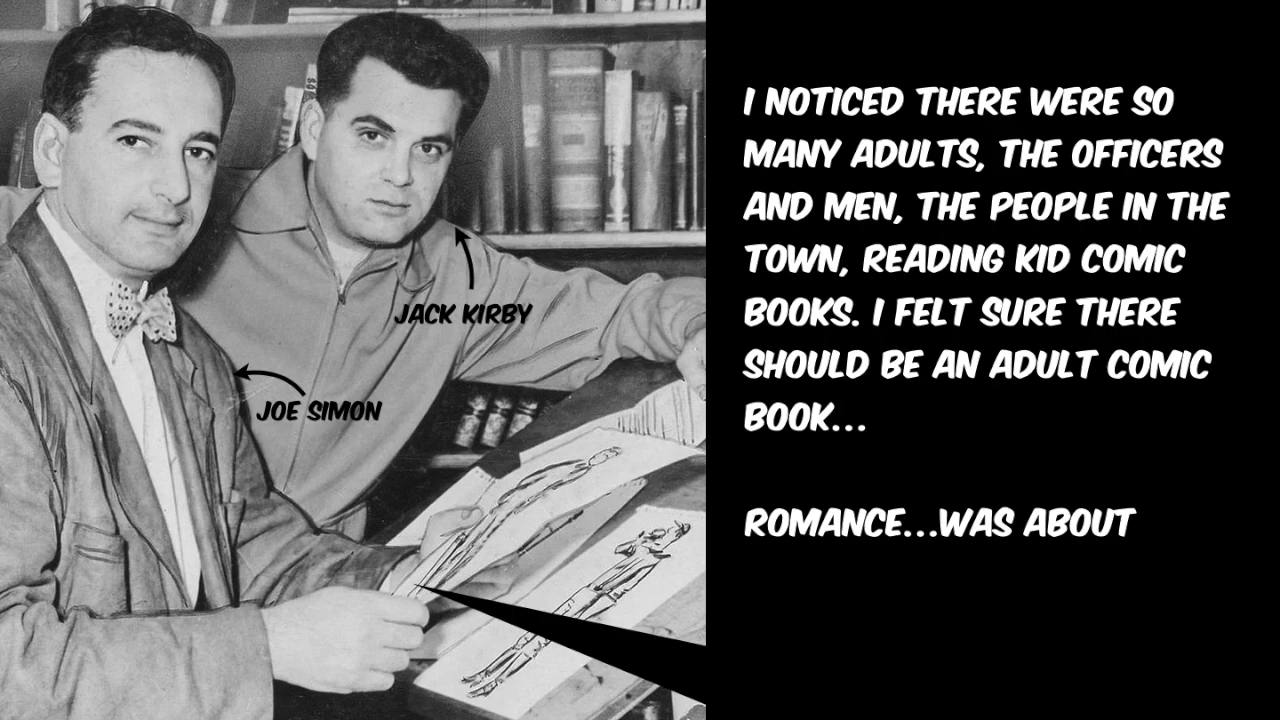 JACK KIRBY
JOE SIMON
I NOTICED THERE WERE SO
MANY ADULTS, THE OFFICERS
AND MEN, THE PEOPLE IN THE
TOWN, READING KID COMIC
BOOKS. I FELT SURE THERE
SHOULD BE AN ADULT COMIC
BOOK...
ROMANCE...WAS ABOUT